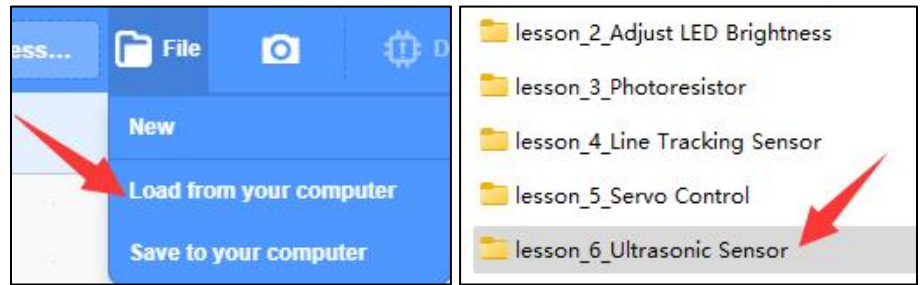 ess...
File
D
New
Load from your computer
Save to your computer
lesson_2_Adjust LED Brightness
lesson_3_Photoresistor
lesson_4_Line Tracking Sensor
lesson_5_Servo Control
lesson_6_Ultrasonic Sensor